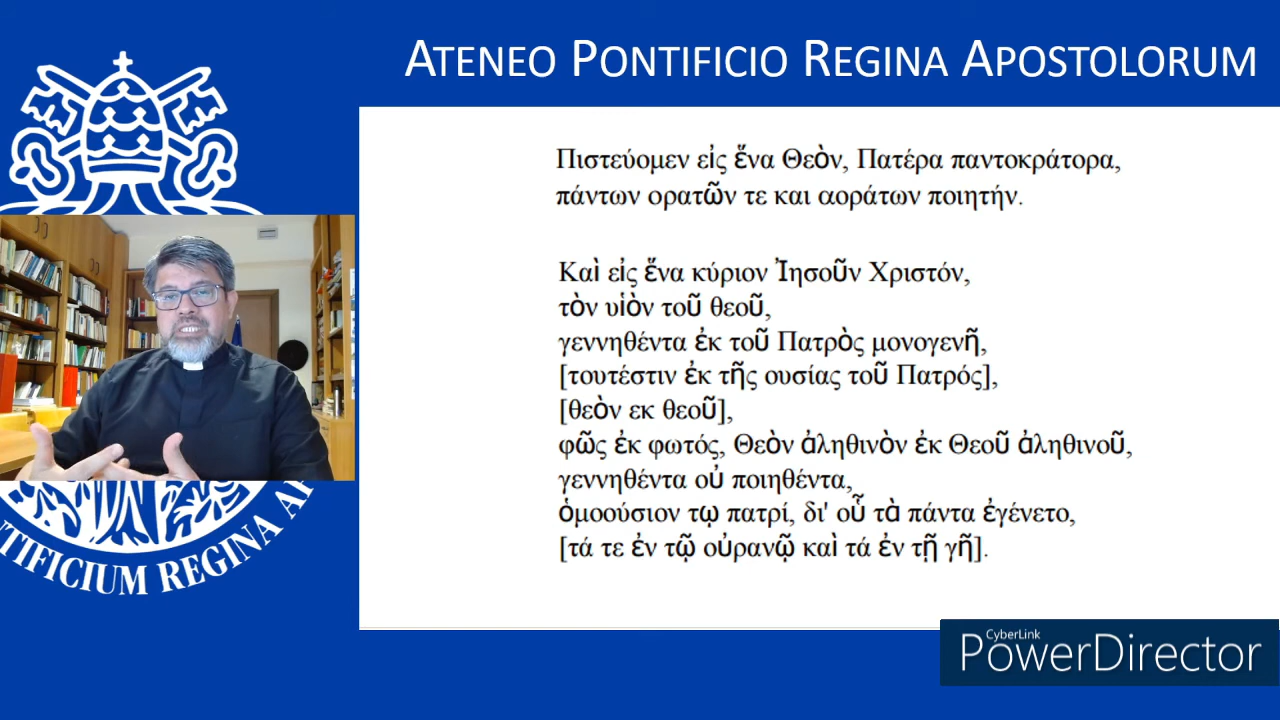 ATENEO PONTIFICIO REGINA APOSTOLORUM
Πιστεύομεν εἰς ἕνα Θεὸν, Πατέρα παντοκράτορα,
πάντων ορατῶν τε και αοράτων ποιητήν.
Καὶ εἰς ἕνα κύριον Ἰησοῦν Χριστόν,
τὸν υἱὸν τοῦ θεοῦ,
γεννηθέντα ἐκ τοῦ Πατρὸς μονογενῆ,
[τουτέστιν ἐκ τῆς ουσίας τοῦ Πατρός],
[θεὸν εκ θεοῦ],
φῶς ἐκ φωτός, Θεὸν ἀληθινὸν ἐκ Θεοῦ ἀληθινοῦ,
γεννηθέντα οὐ ποιηθέντα,
ὁμοούσιον τῳ πατρί, δι' οὗ τὰ πάντα ἐγένετο,
[τά τε ἐν τῷ οὐρανῷ καὶ τά ἐν τῇ γῇ].
NTIFICIUM REGINA AP
CyberLink
PowerDirector